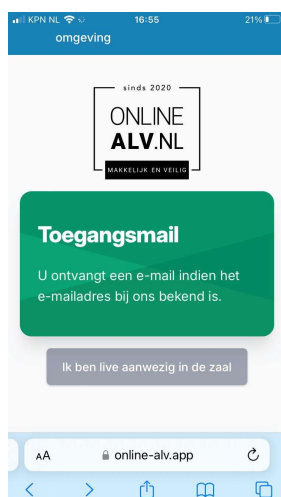 KPN NL 16:55 21%
omgeving
sinds 2020
ONLINE
ALV.NL
MAKKELIJK EN VEILIG
Toegangsmail
U ontvangt een e-mail indien het
e-mailadres bij ons bekend is.
Ik ben live aanwezig in de zaal
AA online-alv.app